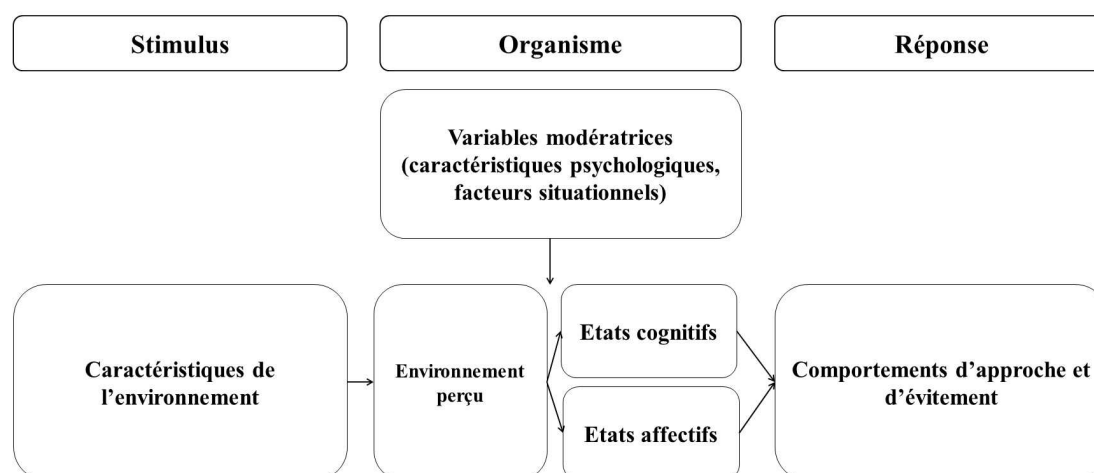 Stimulus
Organisme
Réponse
Variables modératrices
(caractéristiques psychologiques,
facteurs situationnels)
Caractéristiques de
l’environnement
Environnement
perçu
Etats cognitifs
Etats affectifs
Comportements d’approche et
d’évitement